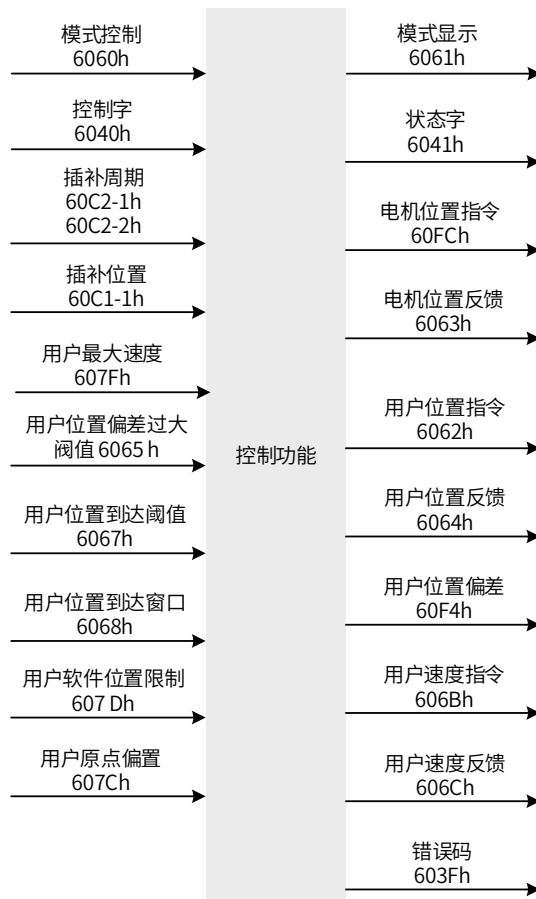 模式控制
6060h
控制字
6040h
插补周期
60C2-1h
60C2-2h
插补位置
60C1-1h
用户最大速度
607Fh
用户位置偏差过大
阀值 6065 h
用户位置到达阈值
6067h
用户位置到达窗口
6068h
用户软件位置限制
607 Dh
用户原点偏置
607Ch
控制功能
模式显示
6061h
状态字
6041h
电机位置指令
60FCh
电机位置反馈
6063h
用户位置指令
6062h
用户位置反馈
6064h
用户位置偏差
60F4h
用户速度指令
606Bh
用户速度反馈
606Ch
错误码
603Fh